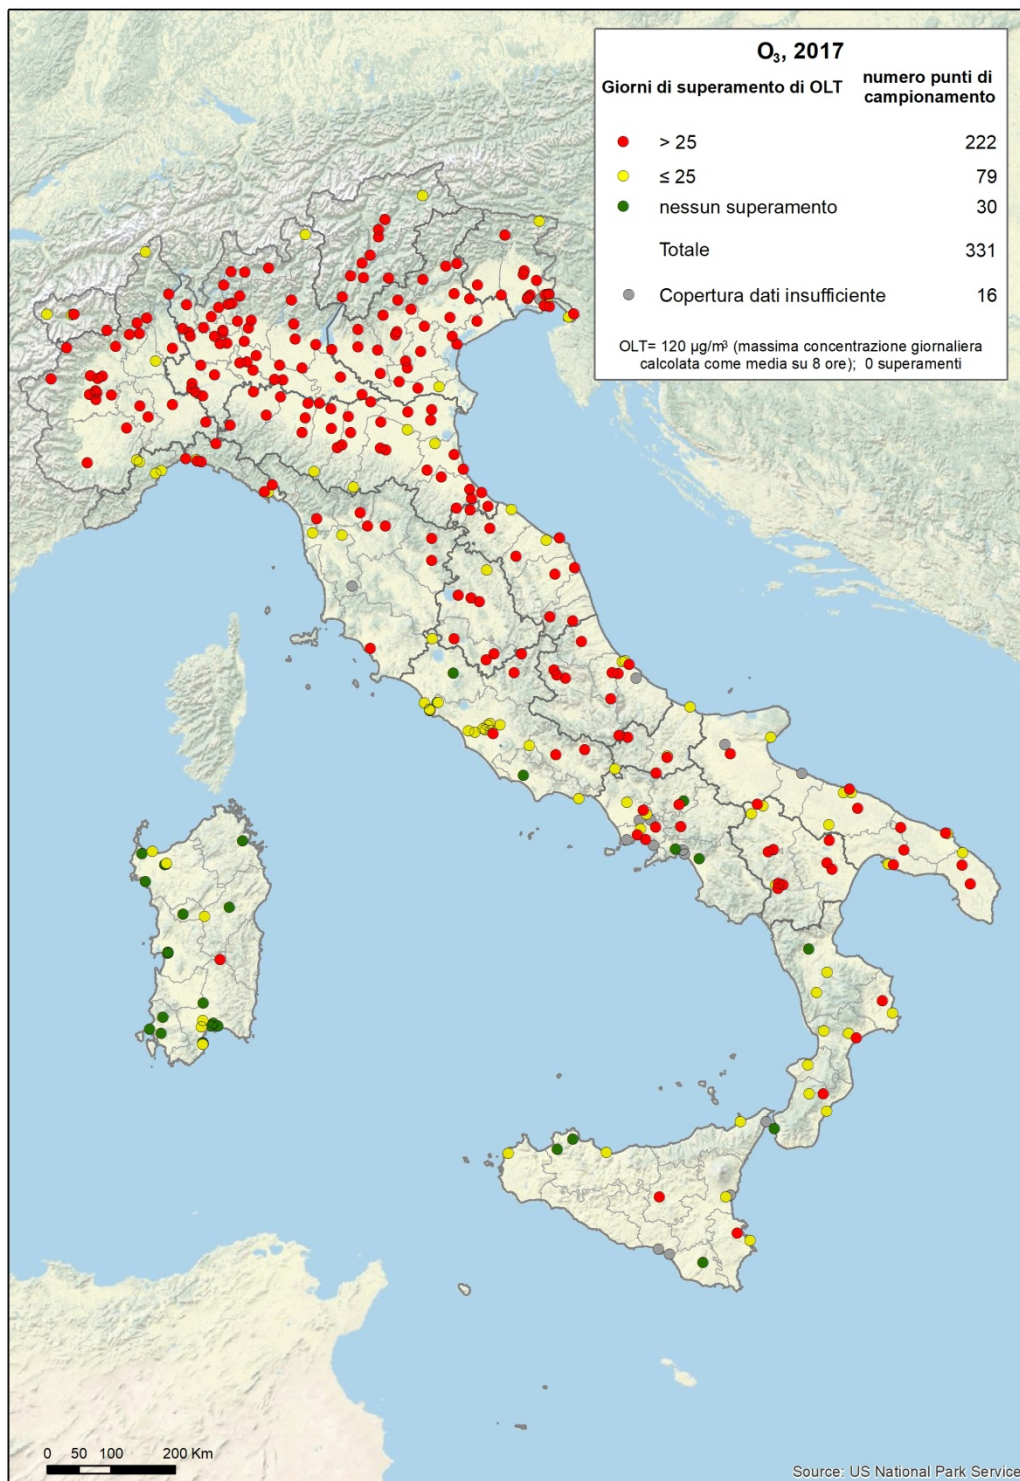 O₃, 2017
Giorni di superamento di OLT numero punti di
campionamento
> 25 222
≤ 25 79
nessun superamento 30
Totale 331
Copertura dati insufficiente 16
OLT= 120 µg/m³ (massima concentrazione giornaliera
calcolata come media su 8 ore); 0 superamenti
0 50 100 200 Km
Source: US National Park Service